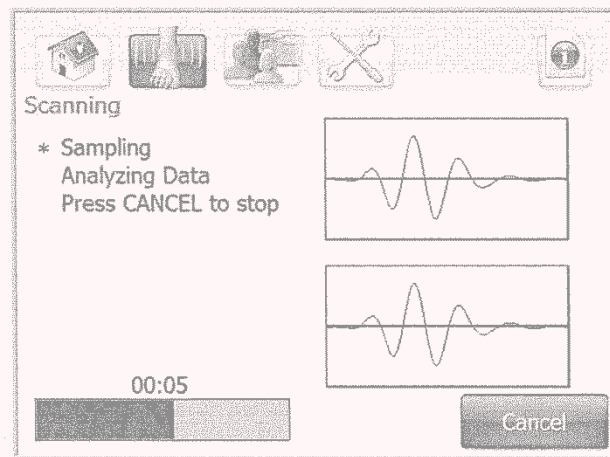 Scanning
* Sampling
Analyzing Data
Press CANCEL to stop
00:05
Cancel